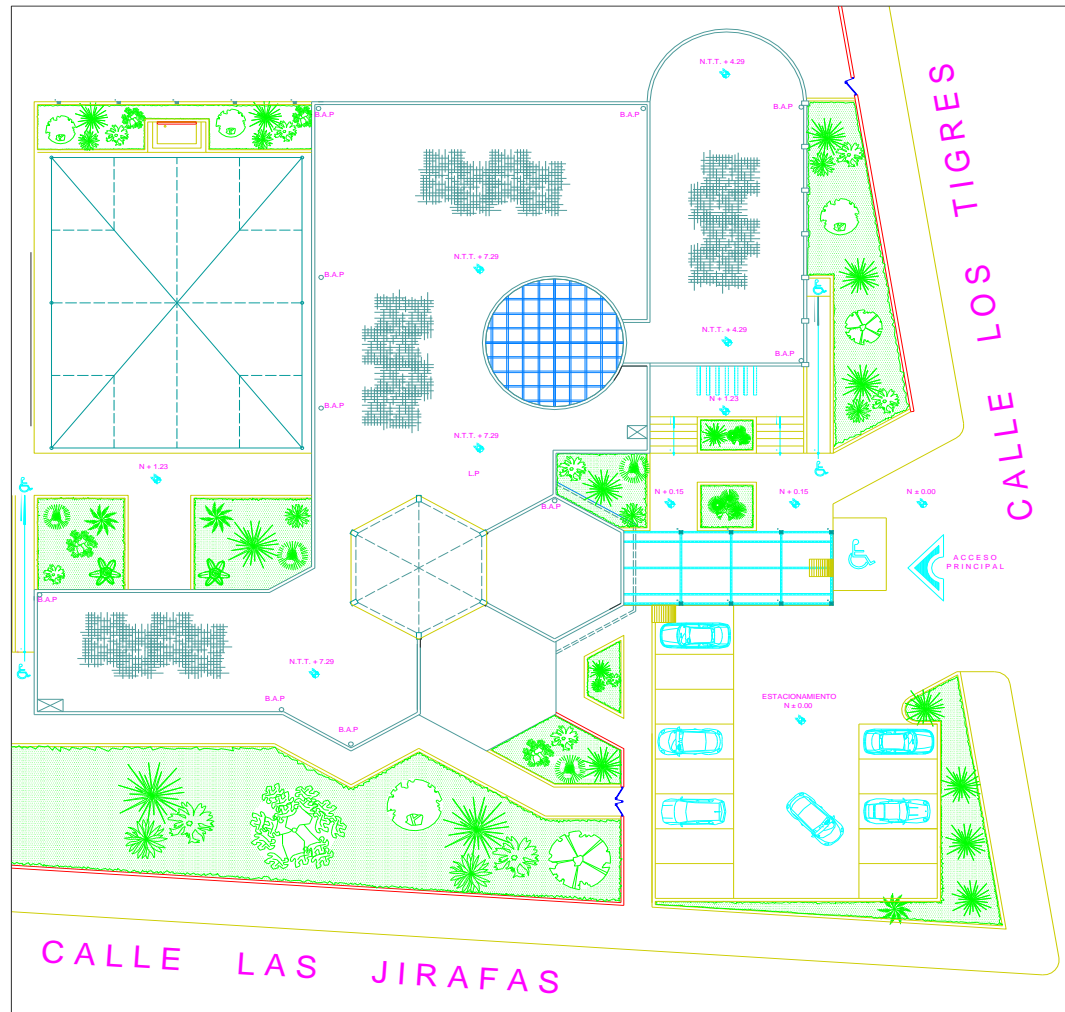 N.T.T. + 4.29
CALLE LOS TIGRES
B.A.P
B.A.P
B.A.P
N.T.T. + 7.29
B.A.P
N.T.T. + 4.29
B.A.P
N + 1.23
B.A.P
N.T.T. + 7.29
L.P
N + 1.23
N + 0.15
N + 0.15
N ± 0.00
B.A.P
ACCESO
PRINCIPAL
B.A.P
N.T.T. + 7.29
B.A.P
ESTACIONAMIENTO
N ± 0.00
B.A.P
CALLE LAS JIRAFAS